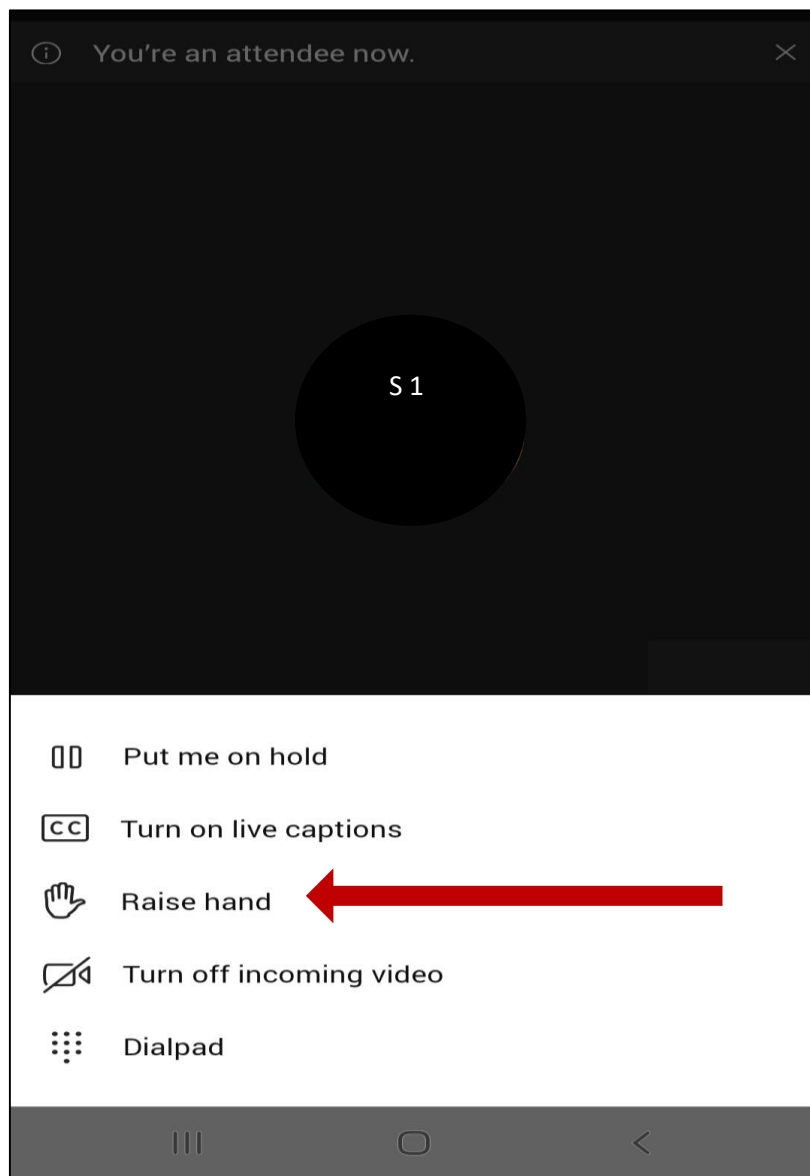 You're an attendee now.
S 1
Put me on hold
CC Turn on live captions
Raise hand
Turn off incoming video
Dialpad